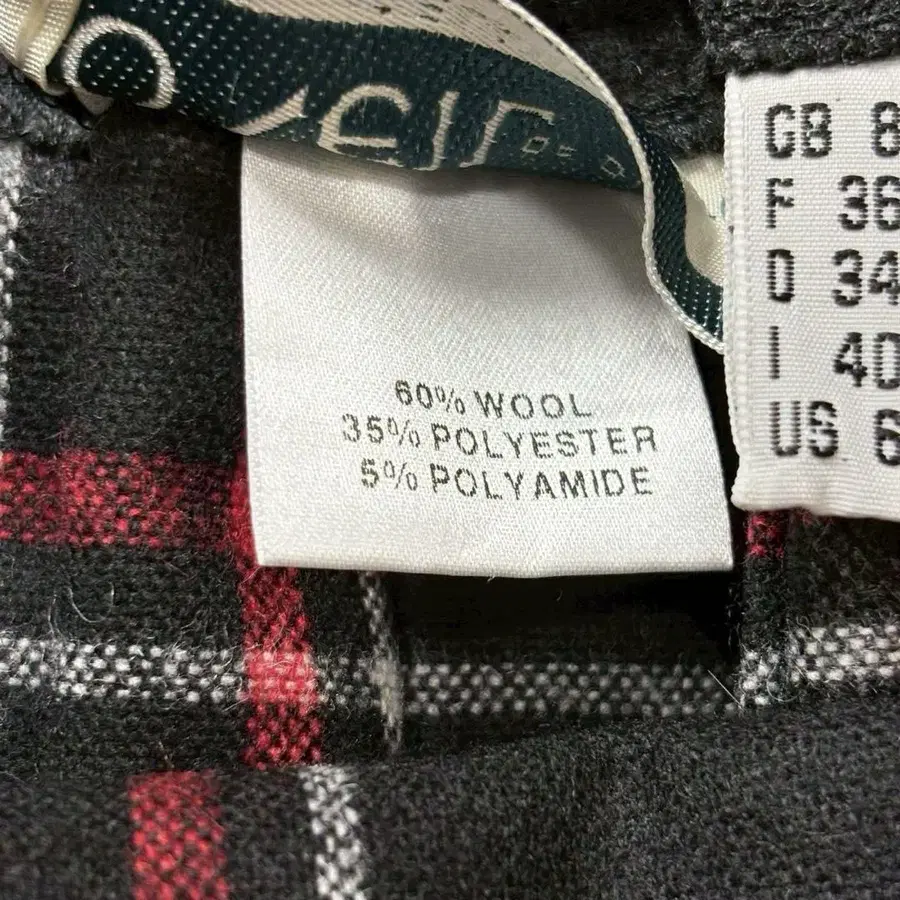 60% WOOL
35% POLYESTER
5% POLYAMIDE
GB 8
F 36
D 34
I 40
US 6